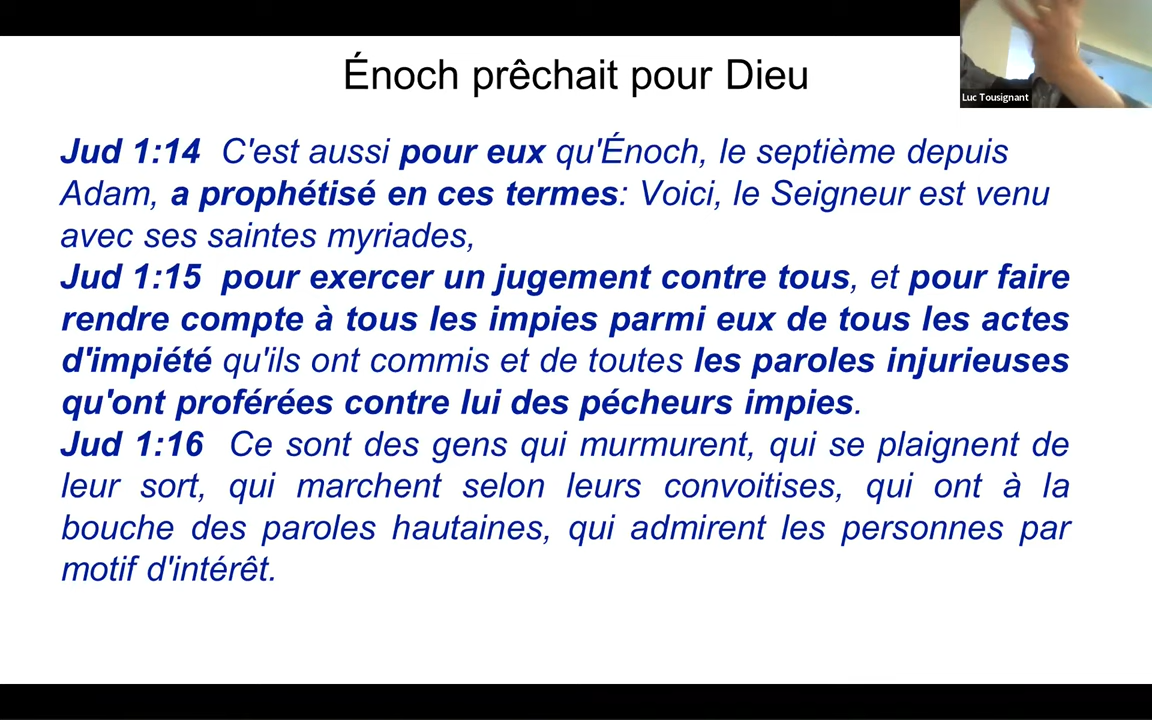 Énoch prêchait pour Dieu
Luc Tousignant
Jud 1:14 C'est aussi pour eux qu'Énoch, le septième depuis
Adam, a prophétisé en ces termes: Voici, le Seigneur est venu
avec ses saintes myriades,
Jud 1:15 pour exercer un jugement contre tous, et pour faire
rendre compte à tous les impies parmi eux de tous les actes
d'impiété qu'ils ont commis et de toutes les paroles injurieuses
qu'ont proférées contre lui des pécheurs impies.
Jud 1:16 Ce sont des gens qui murmurent, qui se plaignent de
leur sort, qui marchent selon leurs convoitises, qui ont à la
bouche des paroles hautaines, qui admirent les personnes par
motif d'intérêt.